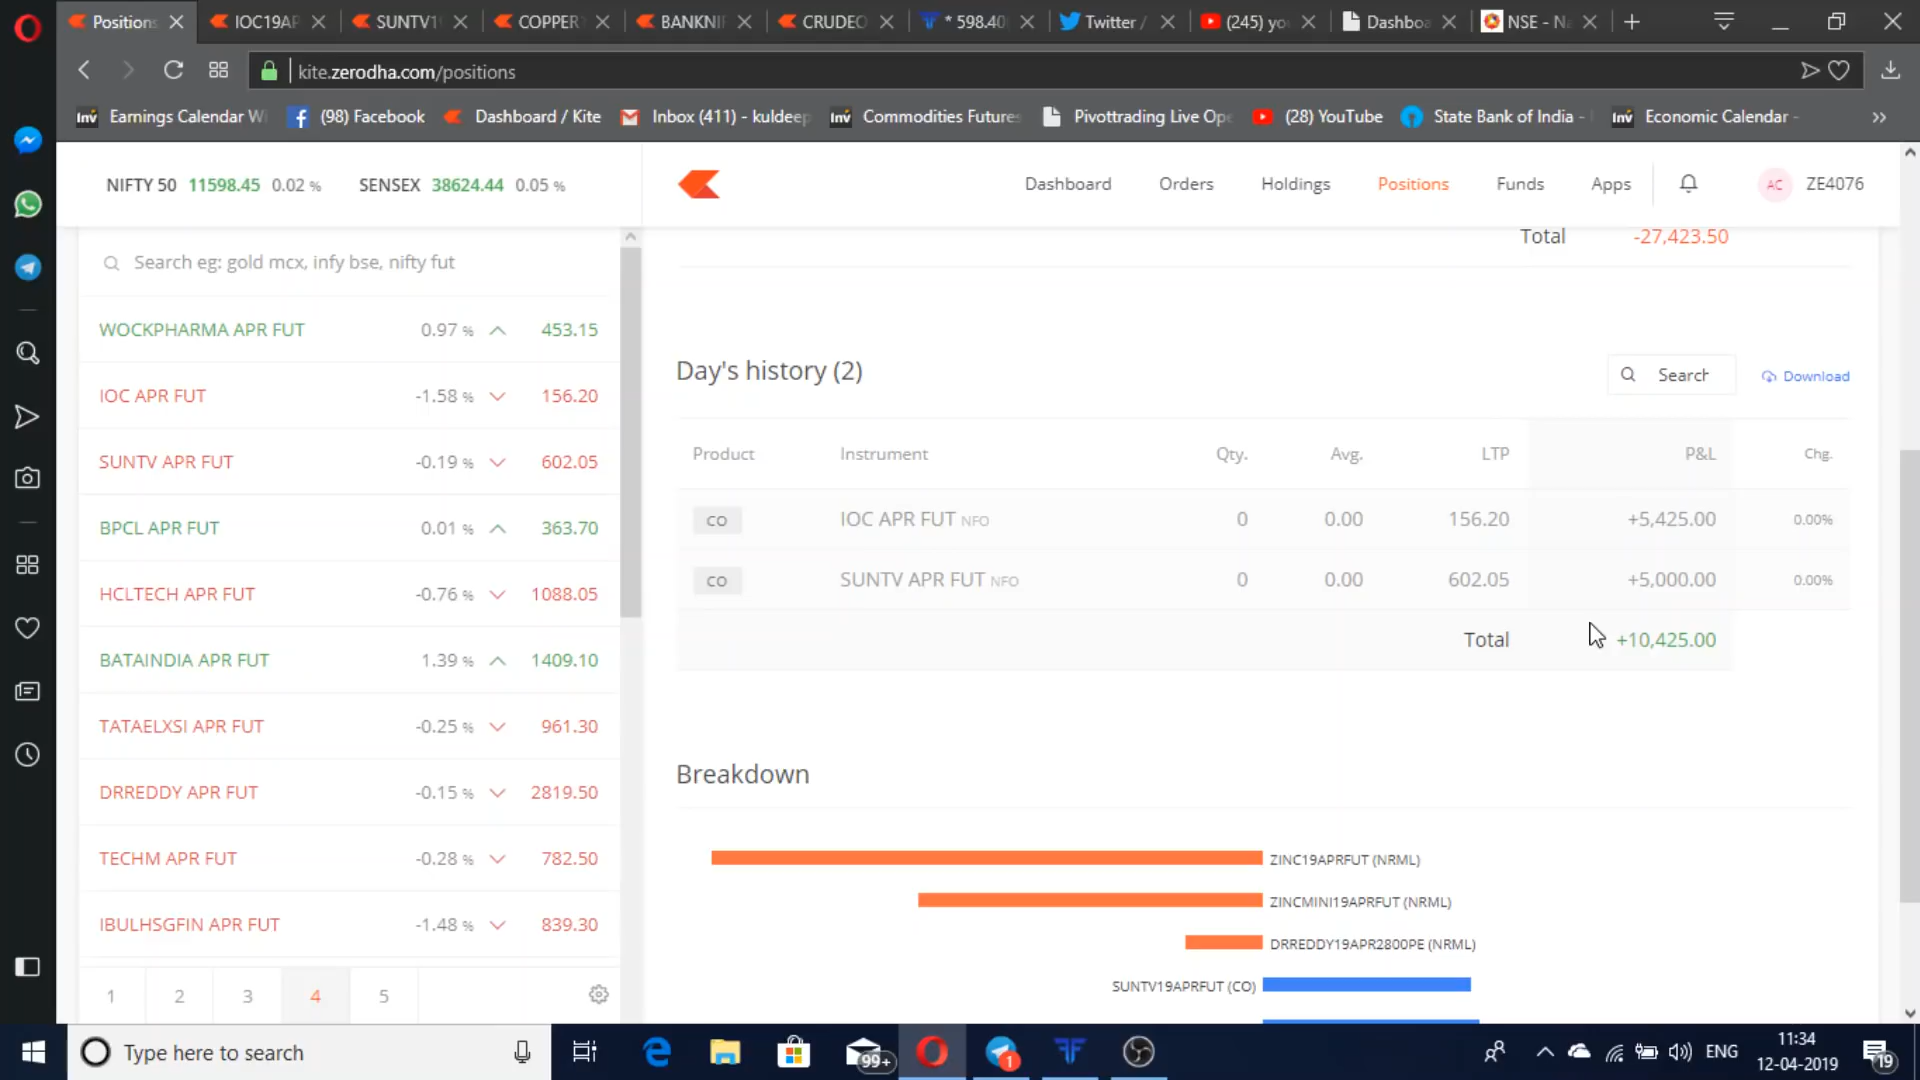 Positions IOC19AP SUNTV1 COPPER BANKNI CRUDEO * 598.40 Twitter / (245) yo Dashboa NSE - Na
kite.zerodha.com/positions
Earnings Calendar W (98) Facebook Dashboard / Kite Inbox (411) - kuldeep Commodities Futures Pivottrading Live Ope (28) YouTube State Bank of India - Economic Calendar -
NIFTY 50 11598.45 0.02 % SENSEX 38624.44 0.05 % Dashboard Orders Holdings Positions Funds Apps AC ZE4076
Total -27,423.50
Search eg: gold mcx, infy bse, nifty fut
WOCKPHARMA APR FUT 0.97 % 453.15
IOC APR FUT -1.58 % 156.20
SUNTV APR FUT -0.19 % 602.05
BPCL APR FUT 0.01 % 363.70
HCLTECH APR FUT -0.76 % 1088.05
BATAINDIA APR FUT 1.39 % 1409.10
TATAELXSI APR FUT -0.25 % 961.30
DRREDDY APR FUT -0.15 % 2819.50
TECHM APR FUT -0.28 % 782.50
IBULHSGFIN APR FUT -1.48 % 839.30
1 2 3 4 5
Day's history (2) Search Download
Product Instrument Qty. Avg. LTP P&L Chg.
CO IOC APR FUT NFO 0 0.00 156.20 +5,425.00 0.00%
CO SUNTV APR FUT NFO 0 0.00 602.05 +5,000.00 0.00%
Total +10,425.00
Breakdown
ZINC19APRFUT (NRML)
ZINCMINI19APRFUT (NRML)
DRREDDY19APR2800PE (NRML)
SUNTV19APRFUT (CO)
Type here to search 99+ 1 ENG 11:34
12-04-2019 19